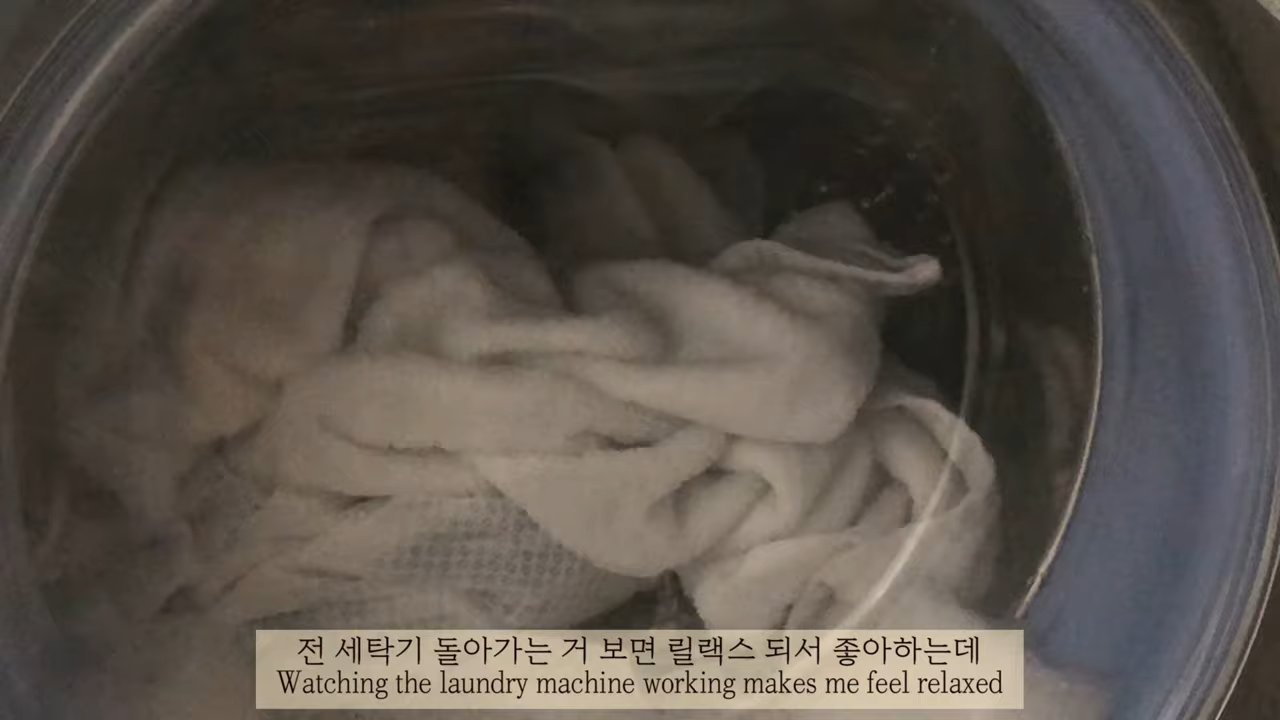 전 세탁기 돌아가는 거 보면 릴랙스 되서 좋아하는데
Watching the laundry machine working makes me feel relaxed